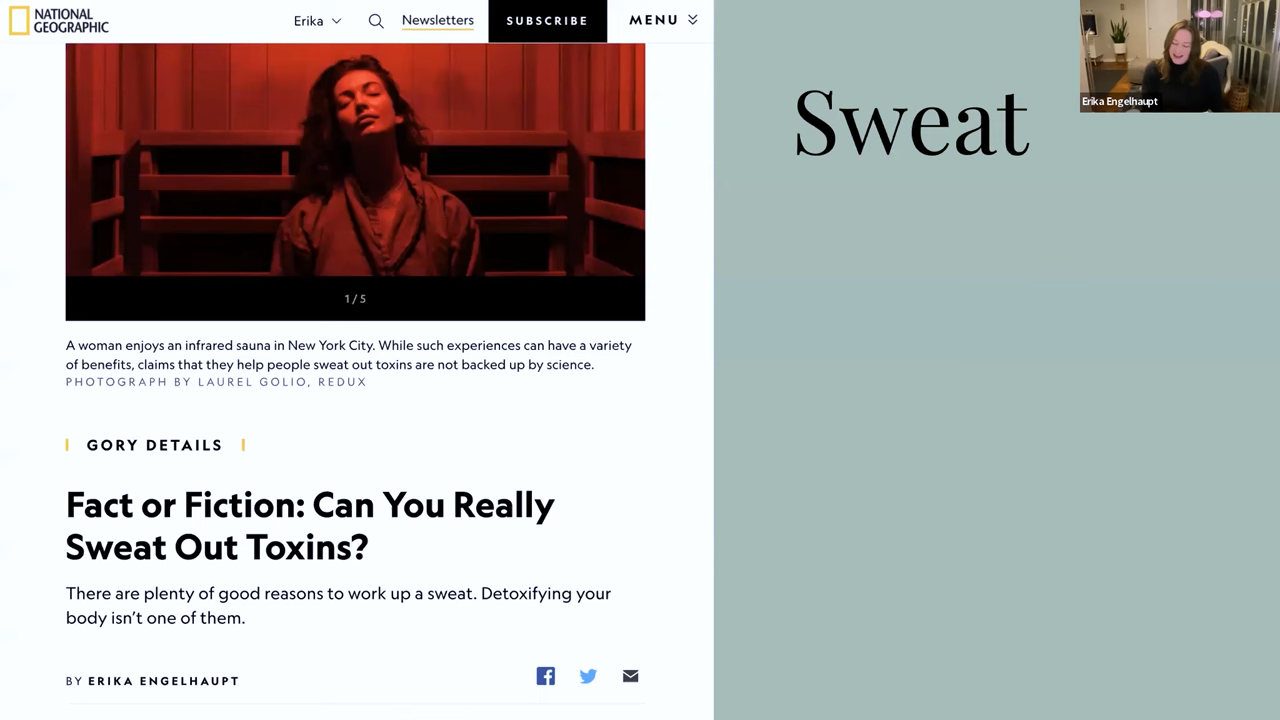 NATIONAL
GEOGRAPHIC
Erika
Newsletters
SUBSCRIBE
MENU
Sweat
Erika Engelhaupt
1 / 5
A woman enjoys an infrared sauna in New York City. While such experiences can have a variety
of benefits, claims that they help people sweat out toxins are not backed up by science.
PHOTOGRAPH BY LAUREL GOLIO, REDUX
GORY DETAILS
Fact or Fiction: Can You Really
Sweat Out Toxins?
There are plenty of good reasons to work up a sweat. Detoxifying your
body isn’t one of them.
BY ERIKA ENGELHAUPT